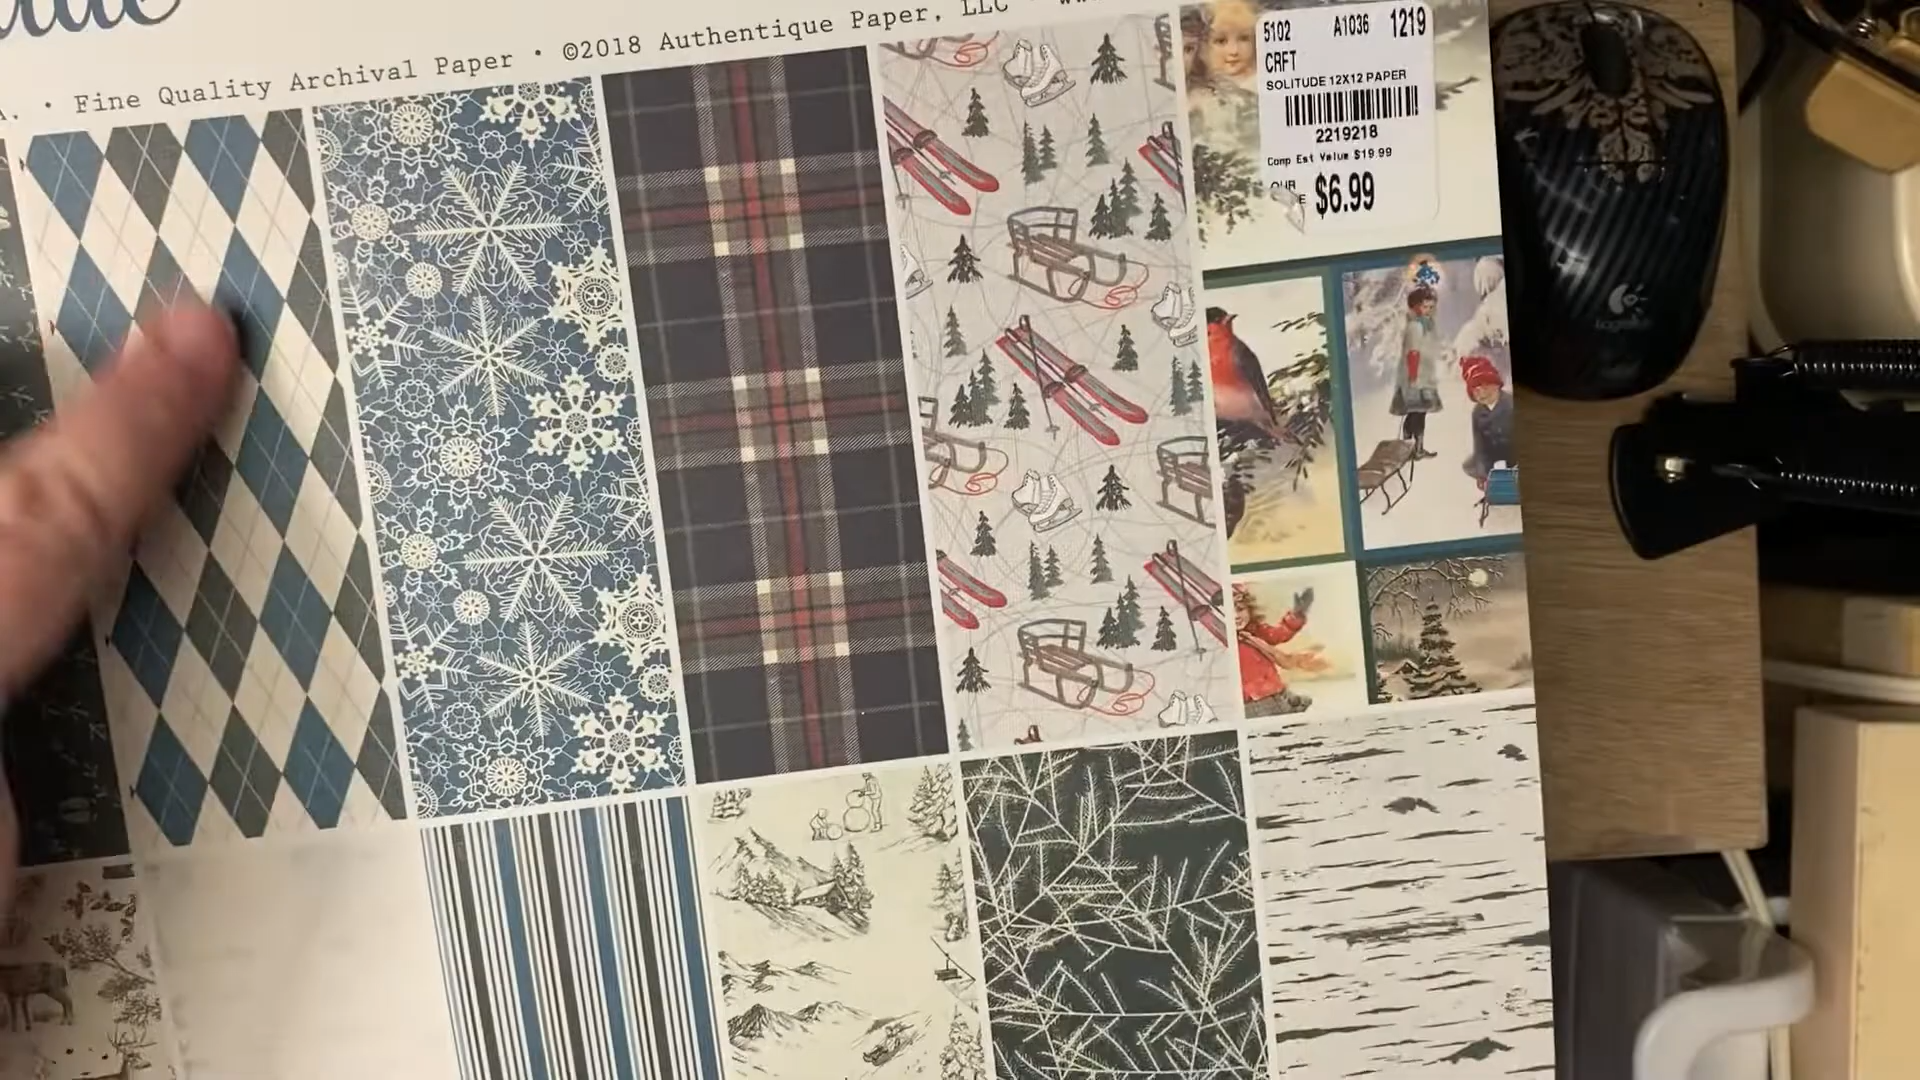 A. • Fine Quality Archival Paper • ©2018 Authentique Paper, LLC •
5102 A1036 1219
CRFT
SOLITUDE 12X12 PAPER
2219218
Comp Est Value $19.99
OUR
$6.99